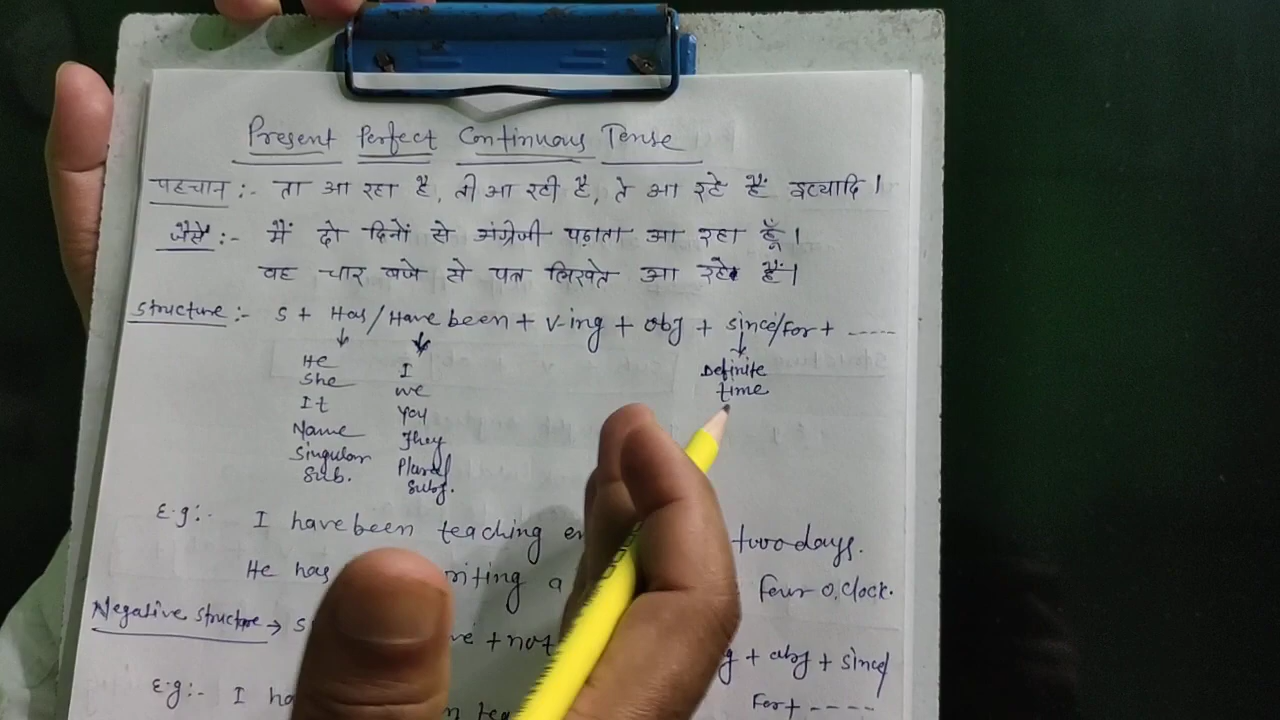 Present Perfect Continuous Tense
पहचान :- ता आ रहा है, ती आ रही है, ते आ रहे हैं इत्यादि ।
जैसे :- मैं दो दिनों से अंग्रेजी पढ़ाता आ रहा हूँ ।
वह चार बजे से पत्र लिखते आ रहे हैं ।
Structure :- S + Has/Have been + V-ing + obj + since/For + -----
He I Definite
She we time
It You
Name They
Singular Plural
Sub. Subj.
E.g:- I have been teaching two days.
He has a Four O,clock.
Negative structure → S + not + obj + since/
For + ----
E.g:- I